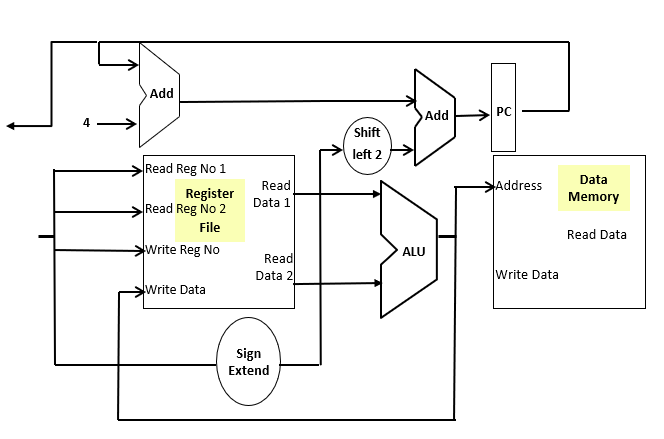 Add
4
Add
PC
Shift
left 2
Read Reg No 1
Register
Read Reg No 2
File
Write Reg No
Write Data
Read
Data 1
Read
Data 2
ALU
Address
Data
Memory
Read Data
Write Data
Sign
Extend